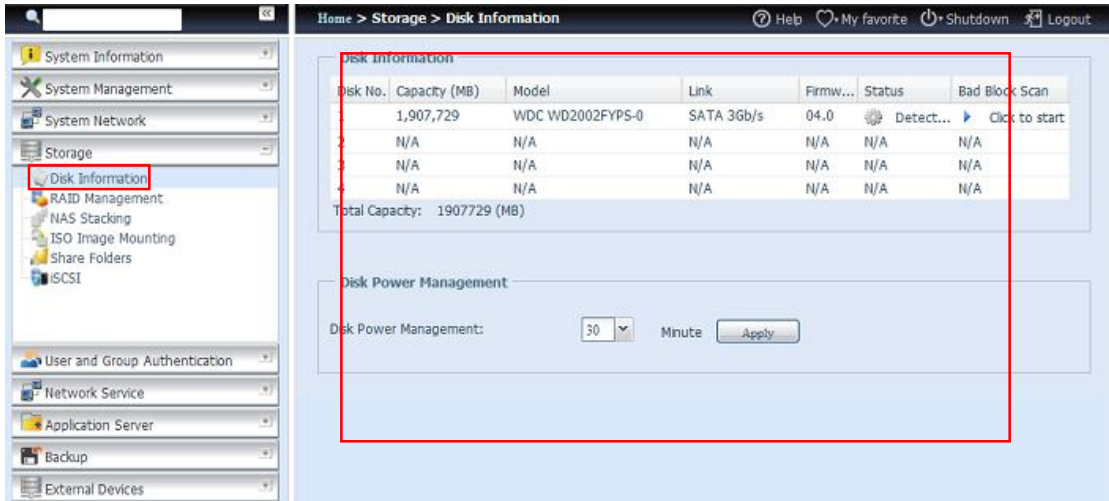 Home > Storage > Disk Information
Help My favorite Shutdown Logout
System Information
System Management
System Network
Storage
Disk Information
RAID Management
NAS Stacking
ISO Image Mounting
Share Folders
iSCSI
User and Group Authentication
Network Service
Application Server
Backup
External Devices
Disk Information
Disk No. Capacity (MB) Model Link Firmw... Status Bad Block Scan
1 1,907,729 WDC WD2002FYPS-0 SATA 3Gb/s 04.0 Detect... Click to start
2 N/A N/A N/A N/A N/A N/A
3 N/A N/A N/A N/A N/A N/A
4 N/A N/A N/A N/A N/A N/A
Total Capacity: 1907729 (MB)
Disk Power Management
Disk Power Management: 30 Minute Apply